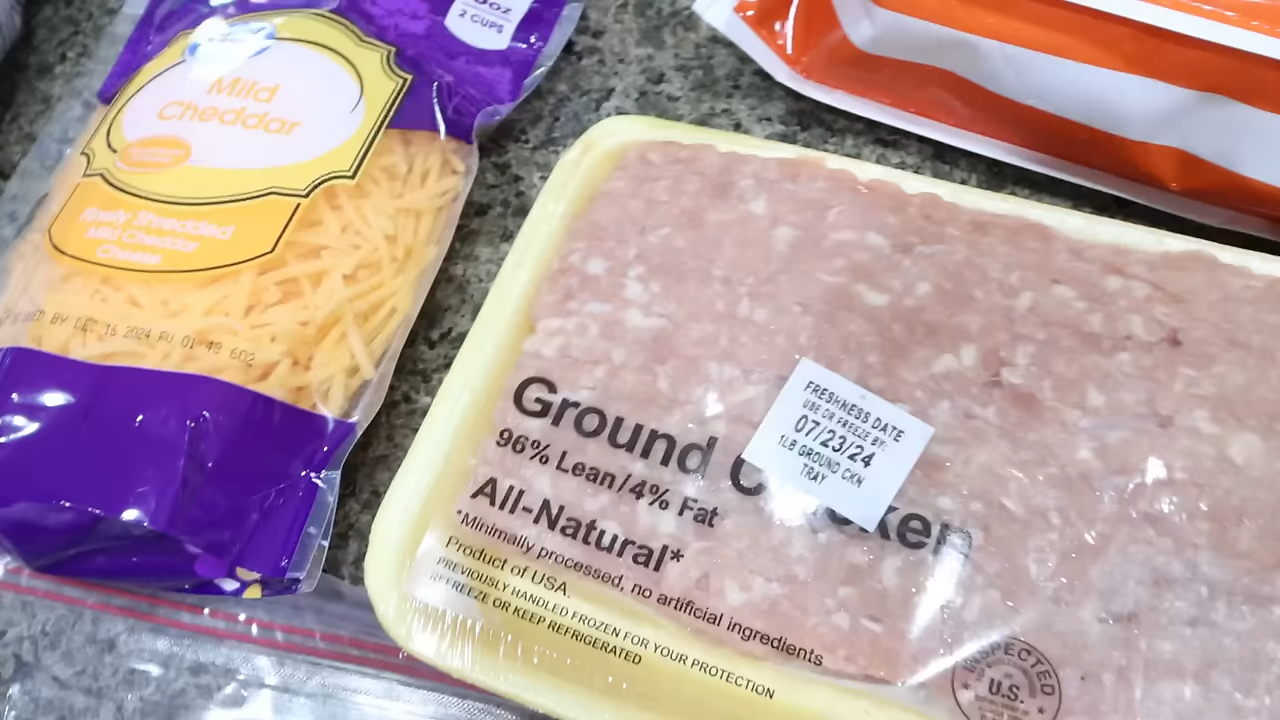 2 CUPS
Mild
Cheddar
Finely Shredded
Mild Cheddar
Cheese
BY DEC 16 2024
Ground
96% Lean/4% Fat
All-Natural*
*Minimally processed, no artificial ingredients
Product of USA.
PREVIOUSLY HANDLED FROZEN FOR YOUR PROTECTION
REFREEZE OR KEEP REFRIGERATED
FRESHNESS DATE
USE OR FREEZE BY:
07/23/24
1LB GROUND CKN
TRAY
INSPECTED
U.S.